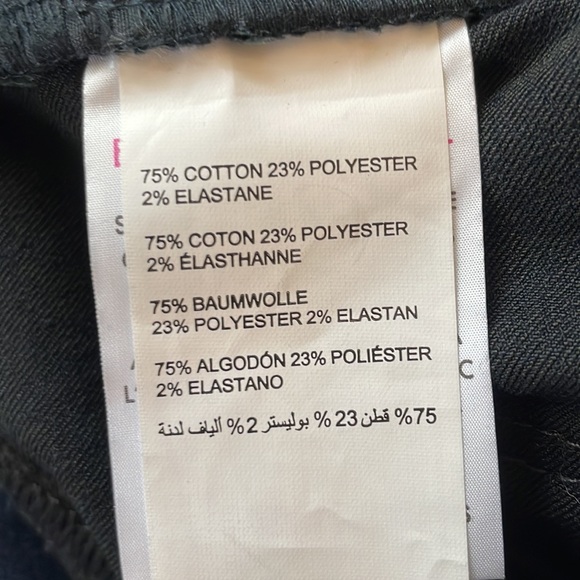 75% COTTON 23% POLYESTER
2% ELASTANE
75% COTON 23% POLYESTER
2% ÉLASTHANNE
75% BAUMWOLLE
23% POLYESTER 2% ELASTAN
75% ALGODÓN 23% POLIÉSTER
2% ELASTANO
75% قطن 23 % بوليستر 2 % ألياف لدنة